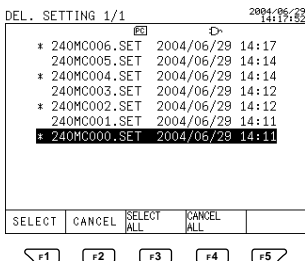 DEL. SETTING 1/1 2004/06/29 14:17:52
PC
* 240MC006.SET 2004/06/29 14:17
240MC005.SET 2004/06/29 14:14
* 240MC004.SET 2004/06/29 14:14
240MC003.SET 2004/06/29 14:12
* 240MC002.SET 2004/06/29 14:12
240MC001.SET 2004/06/29 14:11
* 240MC000.SET 2004/06/29 14:11
SELECT CANCEL SELECT ALL CANCEL ALL
F1 F2 F3 F4 F5